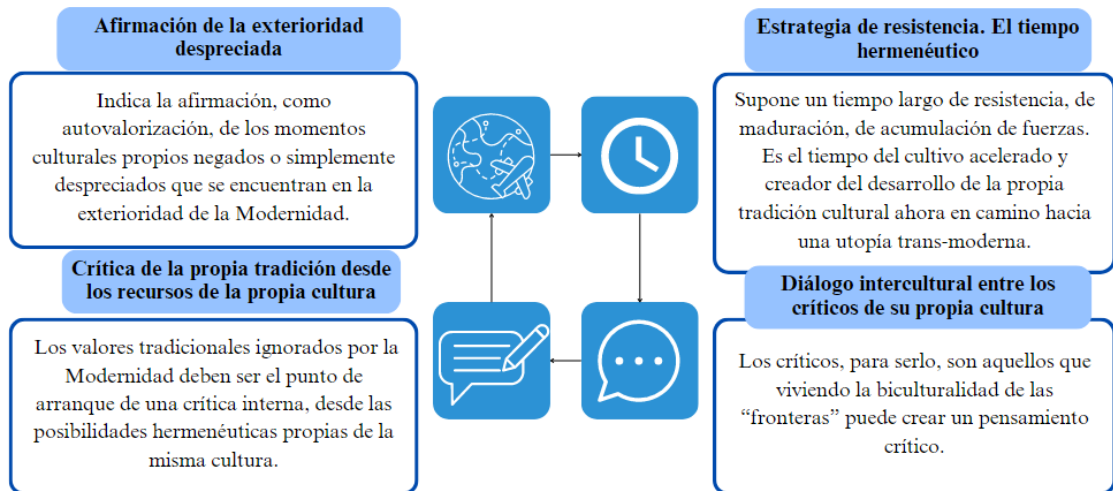 Afirmación de la exterioridad
despreciada
Indica la afirmación, como
autovalorización, de los momentos
culturales propios negados o simplemente
despreciados que se encuentran en la
exterioridad de la Modernidad.
Estrategia de resistencia. El tiempo
hermenéutico
Supone un tiempo largo de resistencia, de
maduración, de acumulación de fuerzas.
Es el tiempo del cultivo acelerado y
creador del desarrollo de la propia
tradición cultural ahora en camino hacia
una utopía trans-moderna.
Crítica de la propia tradición desde
los recursos de la propia cultura
Los valores tradicionales ignorados por la
Modernidad deben ser el punto de
arranque de una crítica interna, desde las
posibilidades hermenéuticas propias de la
misma cultura.
Diálogo intercultural entre los
críticos de su propia cultura
Los críticos, para serlo, son aquellos que
viviendo la biculturalidad de las
“fronteras” puede crear un pensamiento
crítico.